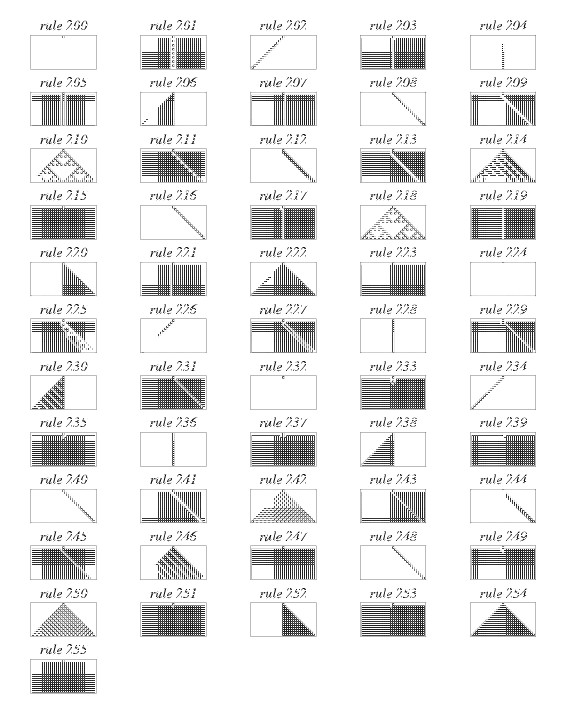 rule 200 rule 201 rule 202 rule 203 rule 204
rule 205 rule 206 rule 207 rule 208 rule 209
rule 210 rule 211 rule 212 rule 213 rule 214
rule 215 rule 216 rule 217 rule 218 rule 219
rule 220 rule 221 rule 222 rule 223 rule 224
rule 225 rule 226 rule 227 rule 228 rule 229
rule 230 rule 231 rule 232 rule 233 rule 234
rule 235 rule 236 rule 237 rule 238 rule 239
rule 240 rule 241 rule 242 rule 243 rule 244
rule 245 rule 246 rule 247 rule 248 rule 249
rule 250 rule 251 rule 252 rule 253 rule 254
rule 255